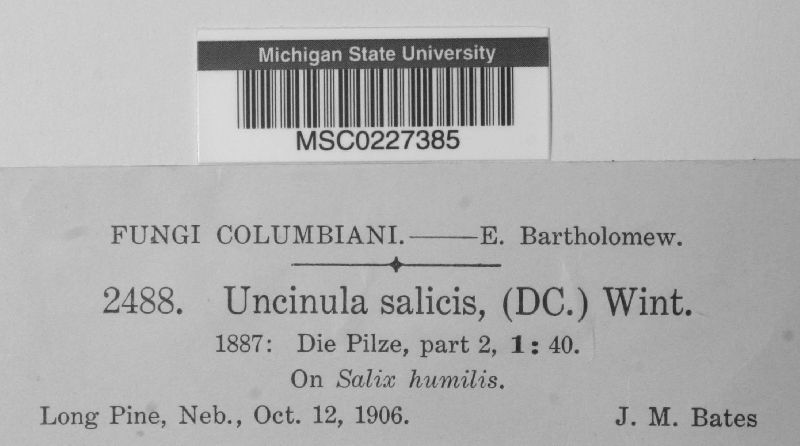 Michigan State University
MSC0227385
FUNGI COLUMBIANI.——E. Bartholomew.
2488. Uncinula salicis, (DC.) Wint.
1887: Die Pilze, part 2, 1: 40.
On Salix humilis.
Long Pine, Neb., Oct. 12, 1906. J. M. Bates